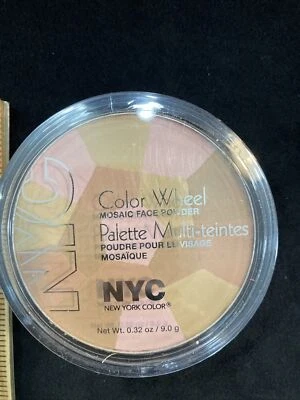 NYC
Color Wheel
MOSAIC FACE POWDER
Palette Multi-teintes
POUDRE POUR LE VISAGE
MOSAÏQUE
NYC
NEW YORK COLOR®
Net Wt. 0.32 oz / 9.0 g